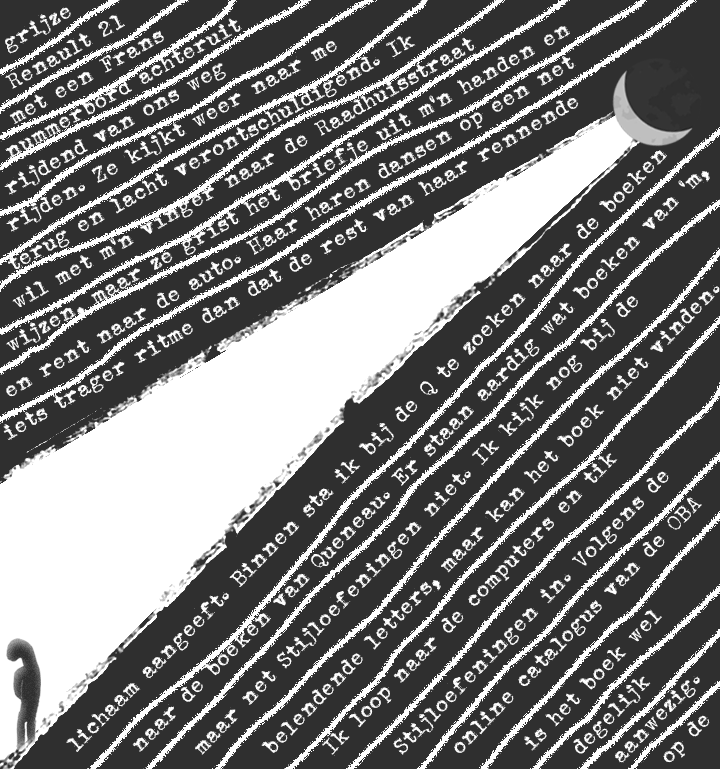 grijze
Renault 21
met een Frans
nummerbord achteruit
rijdend van ons weg
rijden. Ze kijkt weer naar me
terug en lacht verontschuldigend. Ik
wil met m'n vinger naar de Raadhuisstraat
wijzen, maar ze grist het briefje uit m'n handen en
en rent naar de auto. Haar haren dansen op een net
iets trager ritme dan dat de rest van haar rennende
lichaam aangeeft. Binnen sta ik bij de Q te zoeken naar de boeken
naar de boeken van Queneau. Er staan aardig wat boeken van 'm,
maar net Stijloefeningen niet. Ik kijk nog bij de
belendende letters, maar kan het boek niet vinden.
Ik loop naar de computers en tik
Stijloefeningen in. Volgens de
online catalogus van de OBA
is het boek wel
degelijk
aanwezig.
op de